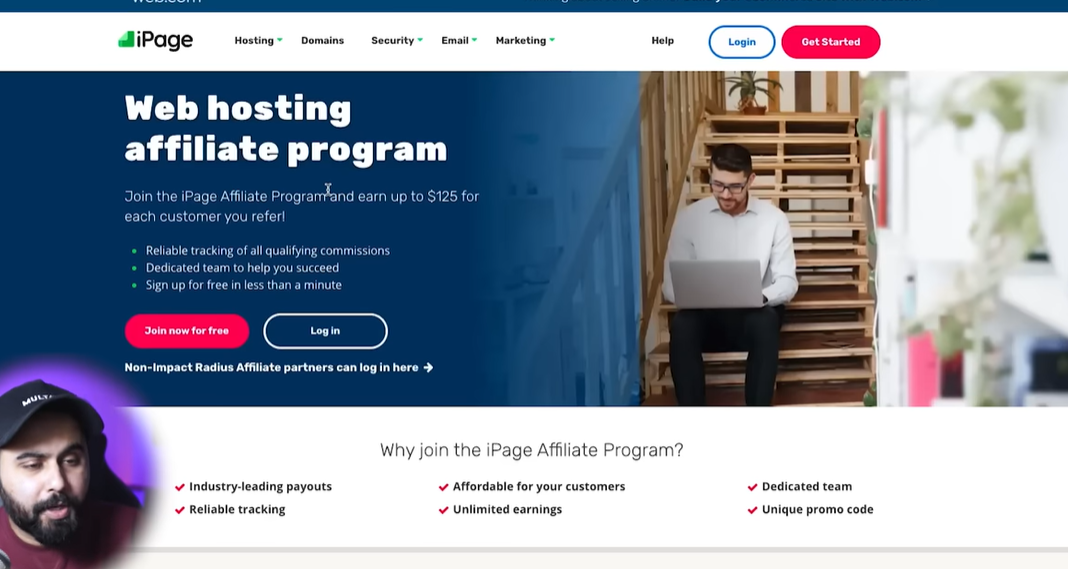 iPage
Hosting Domains Security Email Marketing Help Login Get Started
Web hosting
affiliate program
Join the iPage Affiliate Program and earn up to $125 for
each customer you refer!
Reliable tracking of all qualifying commissions
Dedicated team to help you succeed
Sign up for free in less than a minute
Join now for free Log in
Non-Impact Radius Affiliate partners can log in here →
Why join the iPage Affiliate Program?
Industry-leading payouts Affordable for your customers Dedicated team
Reliable tracking Unlimited earnings Unique promo code